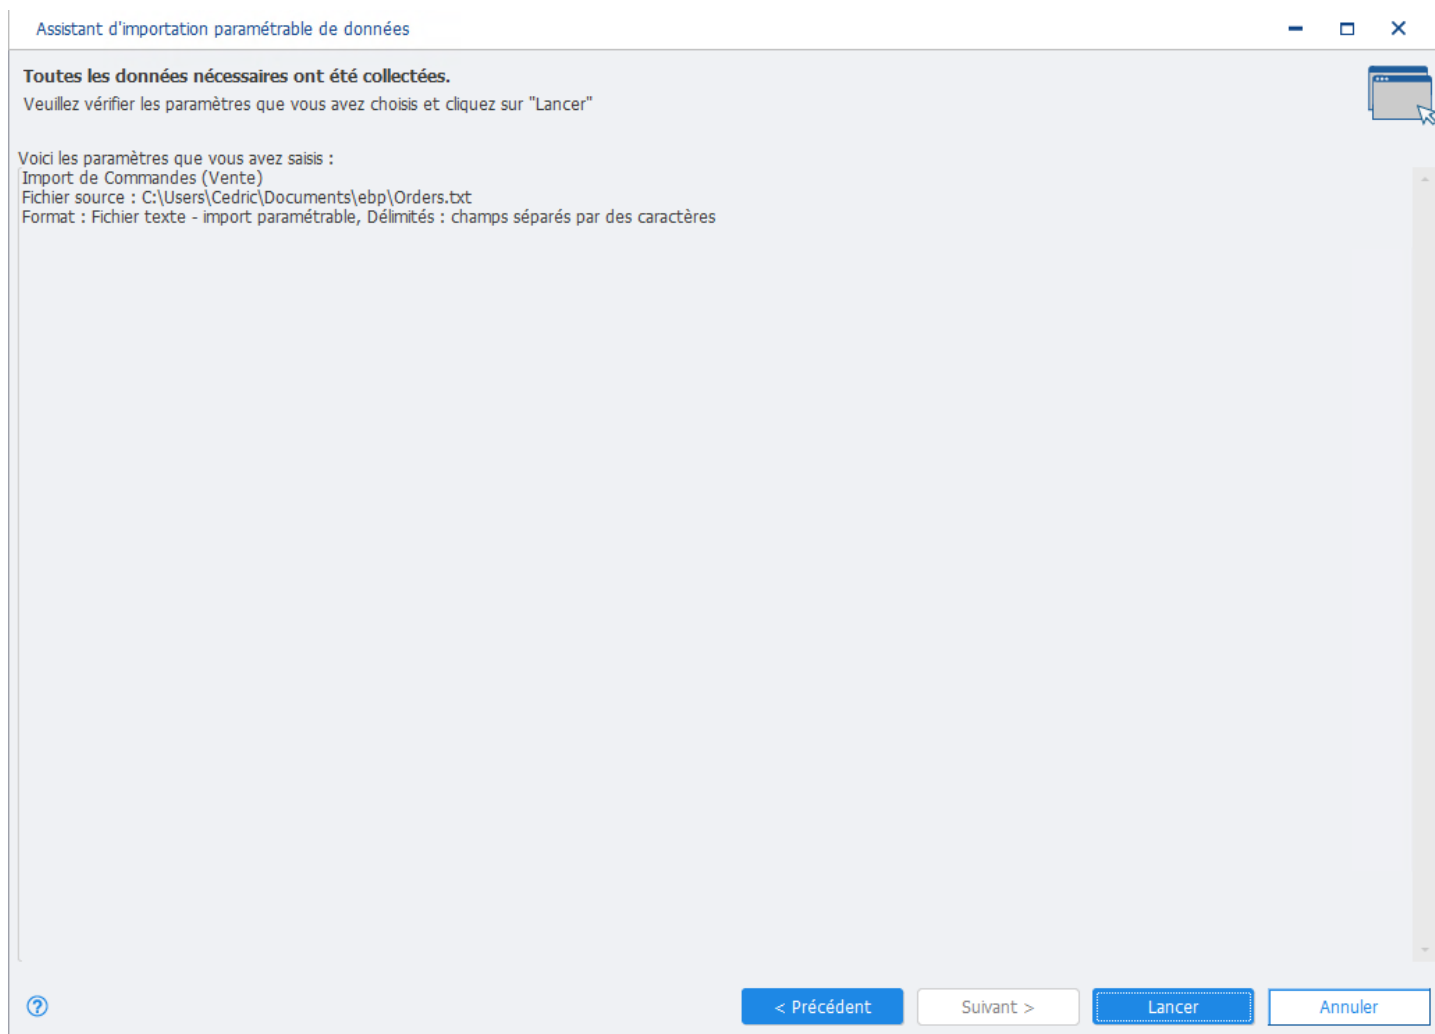 Assistant d'importation paramétrable de données
Toutes les données nécessaires ont été collectées.
Veuillez vérifier les paramètres que vous avez choisis et cliquez sur "Lancer"
Voici les paramètres que vous avez saisis :
Import de Commandes (Vente)
Fichier source : C:\Users\Cedric\Documents\ebp\Orders.txt
Format : Fichier texte - import paramétrable, Délimités : champs séparés par des caractères
< Précédent
Suivant >
Lancer
Annuler